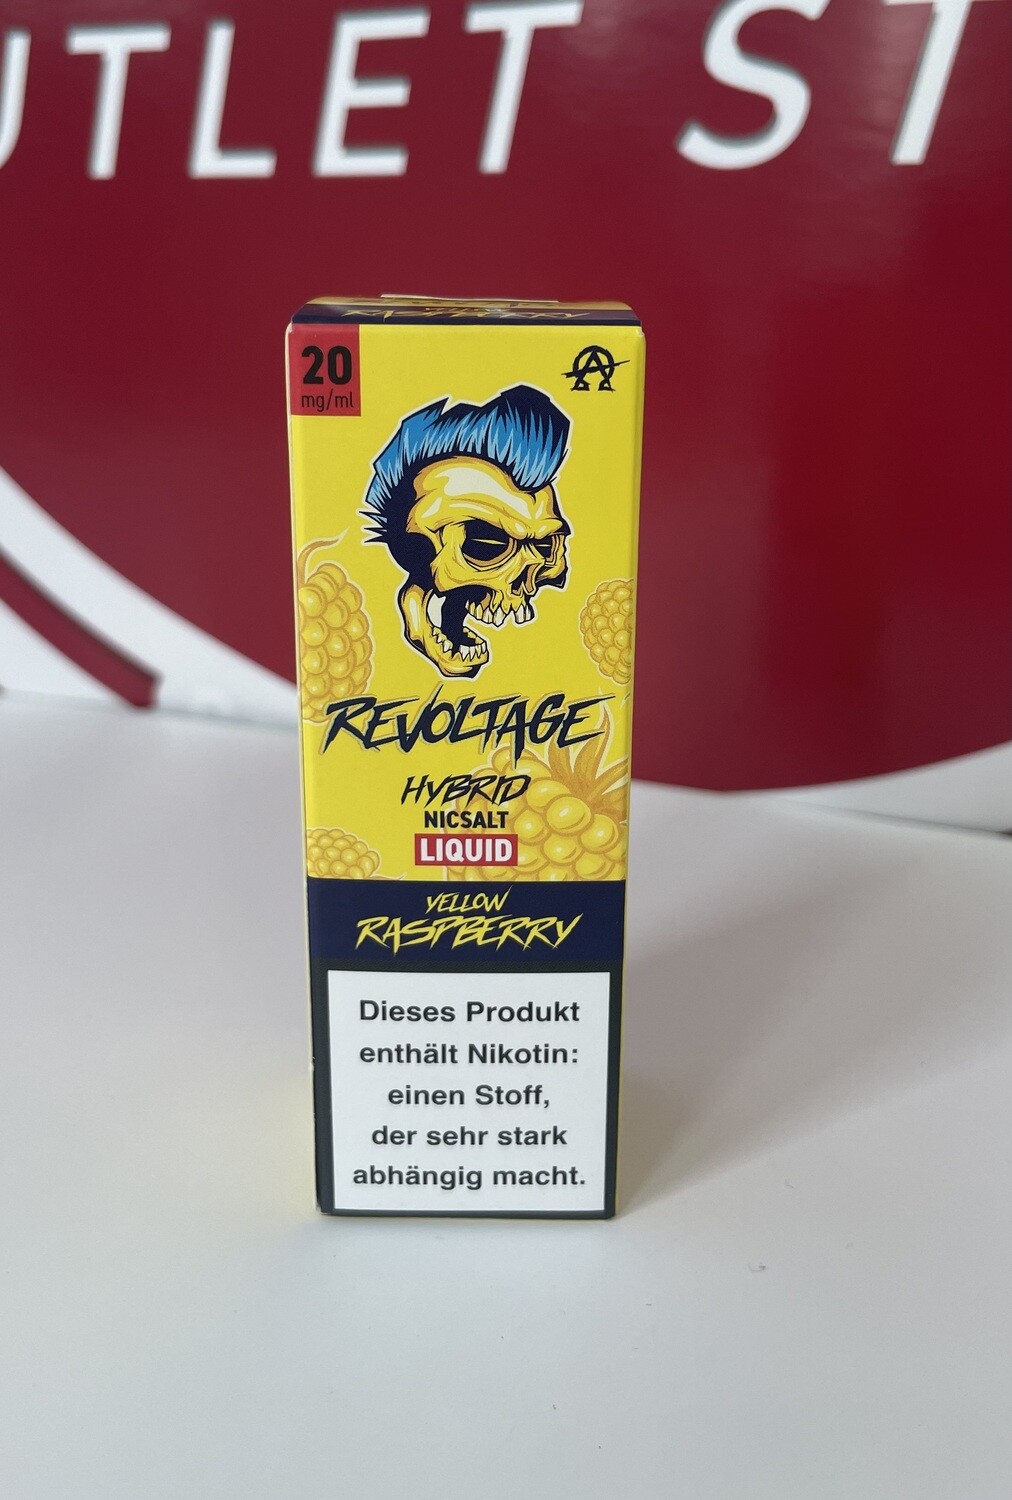 UTLET ST
RASPBERRY
20
mg/ml
REVOLTAGE
HYBRID
NICSALT
LIQUID
YELLOW
RASPBERRY
Dieses Produkt
enthält Nikotin:
einen Stoff,
der sehr stark
abhängig macht.